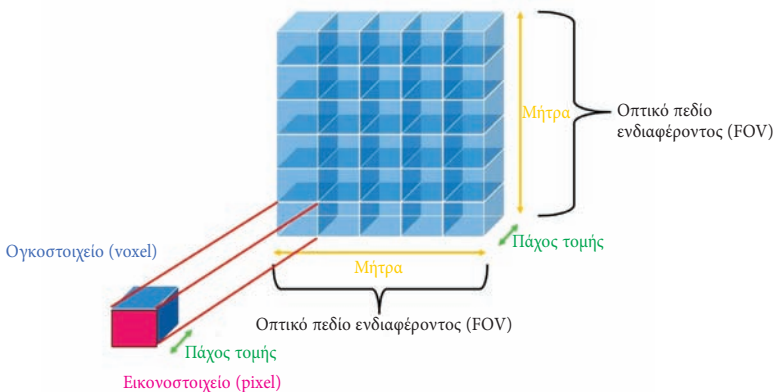 Μήτρα
Οπτικό πεδίο
ενδιαφέροντος (FOV)
Πάχος τομής
Ογκοστοιχείο (voxel)
Μήτρα
Οπτικό πεδίο ενδιαφέροντος (FOV)
Πάχος τομής
Εικονοστοιχείο (pixel)